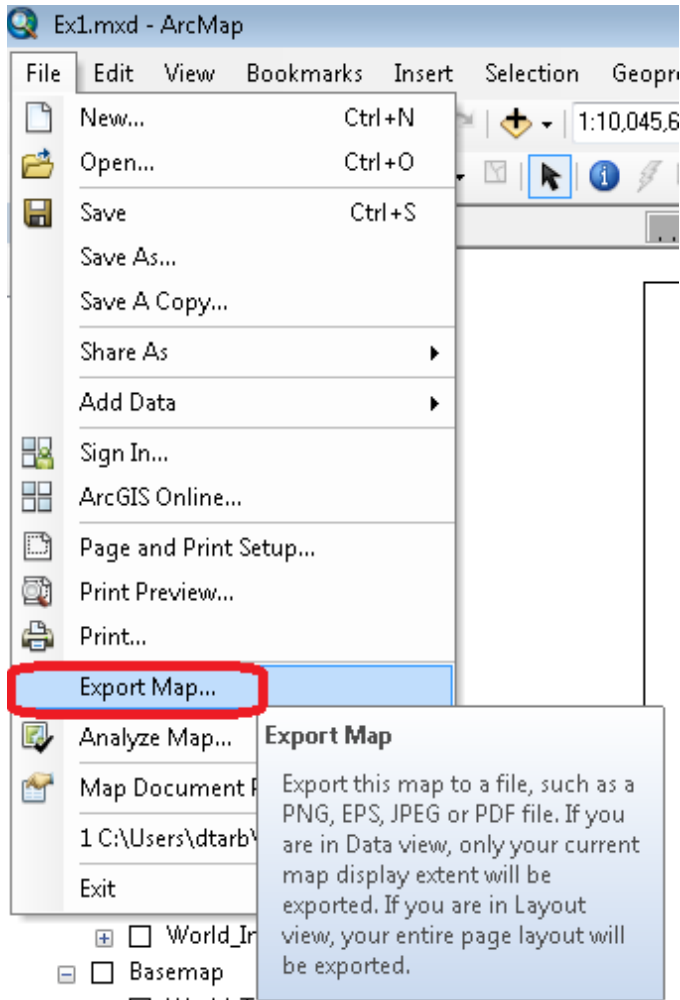 Ex1.mxd - ArcMap
File Edit View Bookmarks Insert Selection Geopr
New... Ctrl+N
1:10,045,6
Open... Ctrl+O
Save Ctrl+S
Save As...
Save A Copy...
Share As
Add Data
Sign In...
ArcGIS Online...
Page and Print Setup...
Print Preview...
Print...
Export Map...
Analyze Map...
Map Document
1 C:\Users\dtarb\
Exit
Export Map
Export this map to a file, such as a
PNG, EPS, JPEG or PDF file. If you
are in Data view, only your current
map display extent will be
exported. If you are in Layout
view, your entire page layout will
be exported.
World_In
Basemap